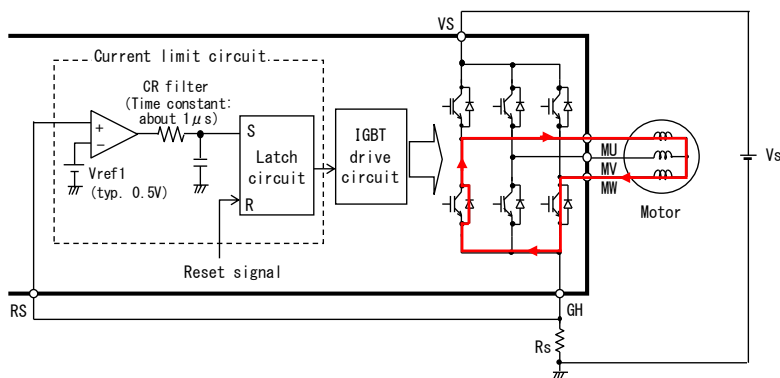 VS
Current limit circuit
CR filter
(Time constant:
about 1μs)
+
−
Vref1
(typ. 0.5V)
S
Latch
circuit
R
IGBT
drive
circuit
Reset signal
MU
MV
MW
Motor
Vs
RS
GH
Rs